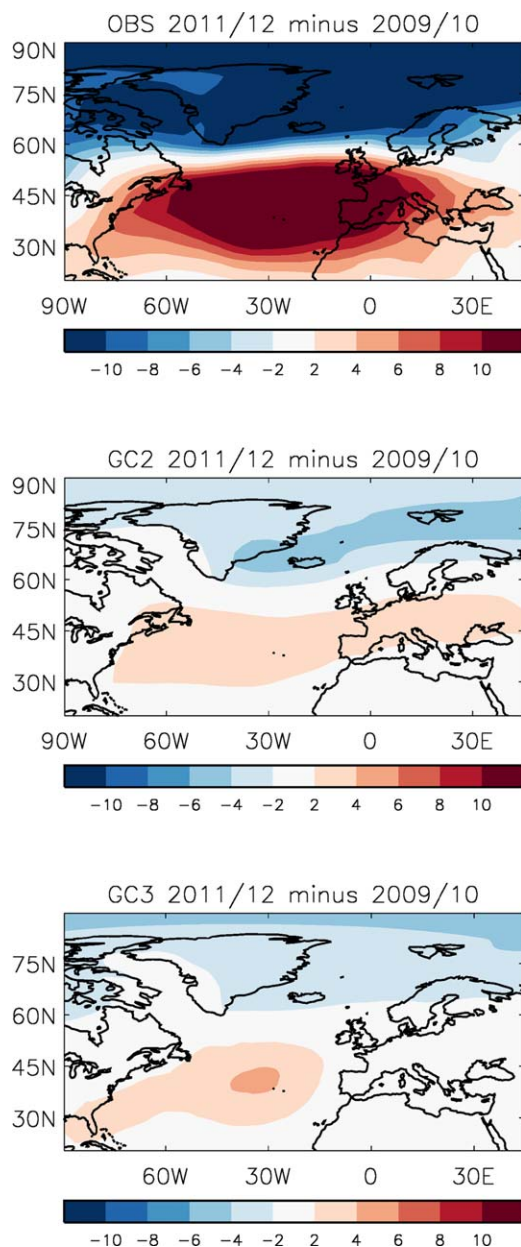 OBS 2011/12 minus 2009/10
90N
75N
60N
45N
30N
90W 60W 30W 0 30E
-10 -8 -6 -4 -2 2 4 6 8 10
GC2 2011/12 minus 2009/10
90N
75N
60N
45N
30N
90W 60W 30W 0 30E
-10 -8 -6 -4 -2 2 4 6 8 10
GC3 2011/12 minus 2009/10
75N
60N
45N
30N
60W 30W 0 30E
-10 -8 -6 -4 -2 2 4 6 8 10